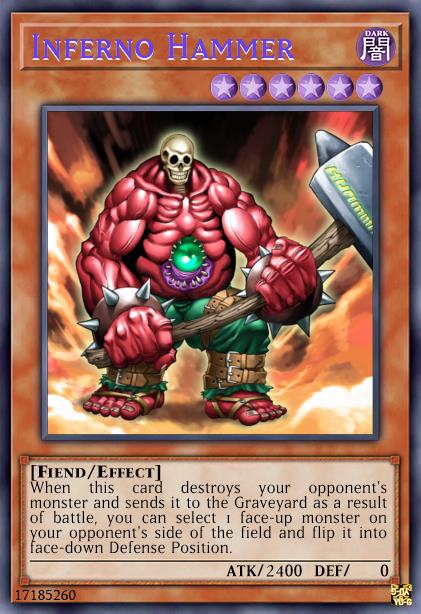 Inferno Hammer
DARK
闇
[Fiend/Effect]
When this card destroys your opponent's
monster and sends it to the Graveyard as a result
of battle, you can select 1 face-up monster on
your opponent's side of the field and flip it into
face-down Defense Position.
ATK/2400 DEF/ 0
17185260